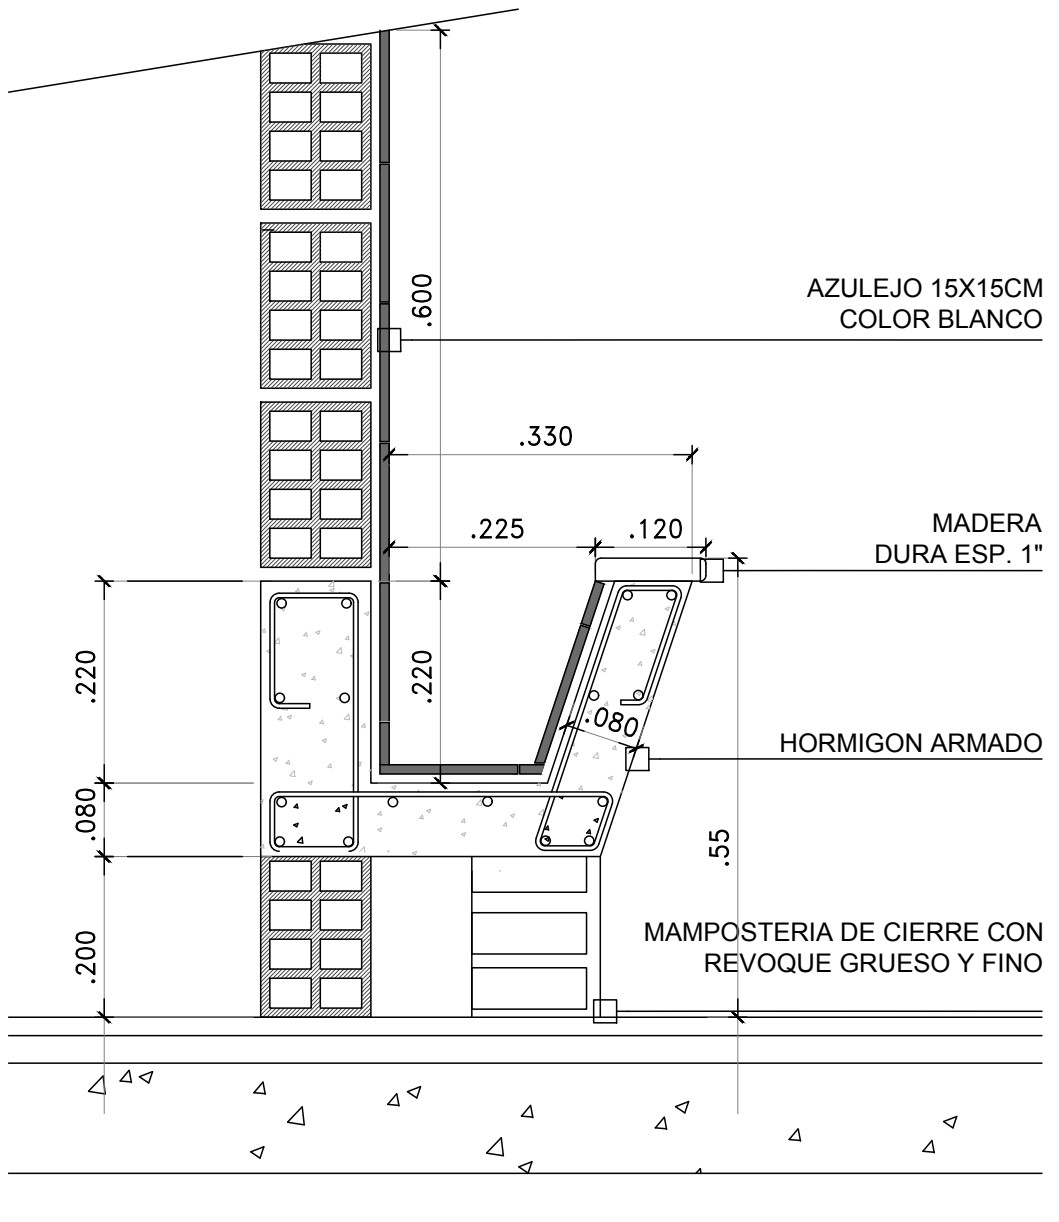 .600
AZULEJO 15X15CM
COLOR BLANCO
.330
.225
.120
MADERA
DURA ESP. 1"
.220
.220
.080
HORMIGON ARMADO
.080
.55
.200
MAMPOSTERIA DE CIERRE CON
REVOQUE GRUESO Y FINO